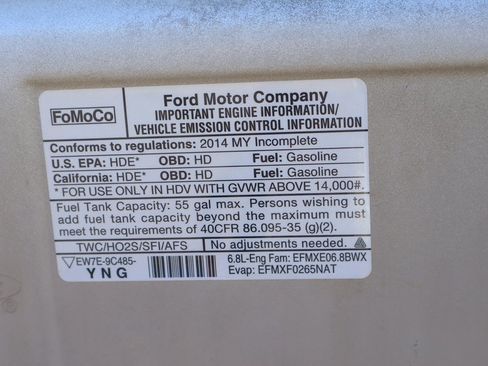 FoMoCo
Ford Motor Company
IMPORTANT ENGINE INFORMATION/
VEHICLE EMISSION CONTROL INFORMATION
Conforms to regulations: 2014 MY Incomplete
U.S. EPA: HDE* OBD: HD Fuel: Gasoline
California: HDE* OBD: HD Fuel: Gasoline
* FOR USE ONLY IN HDV WITH GVWR ABOVE 14,000#.
Fuel Tank Capacity: 55 gal max. Persons wishing to
add fuel tank capacity beyond the maximum must
meet the requirements of 40CFR 86.095-35 (g)(2).
TWC/HO2S/SFI/AFS No adjustments needed.
EW7E-9C485-
YNG
6.8L-Eng Fam: EFMXE06.8BWX
Evap: EFMXF0265NAT